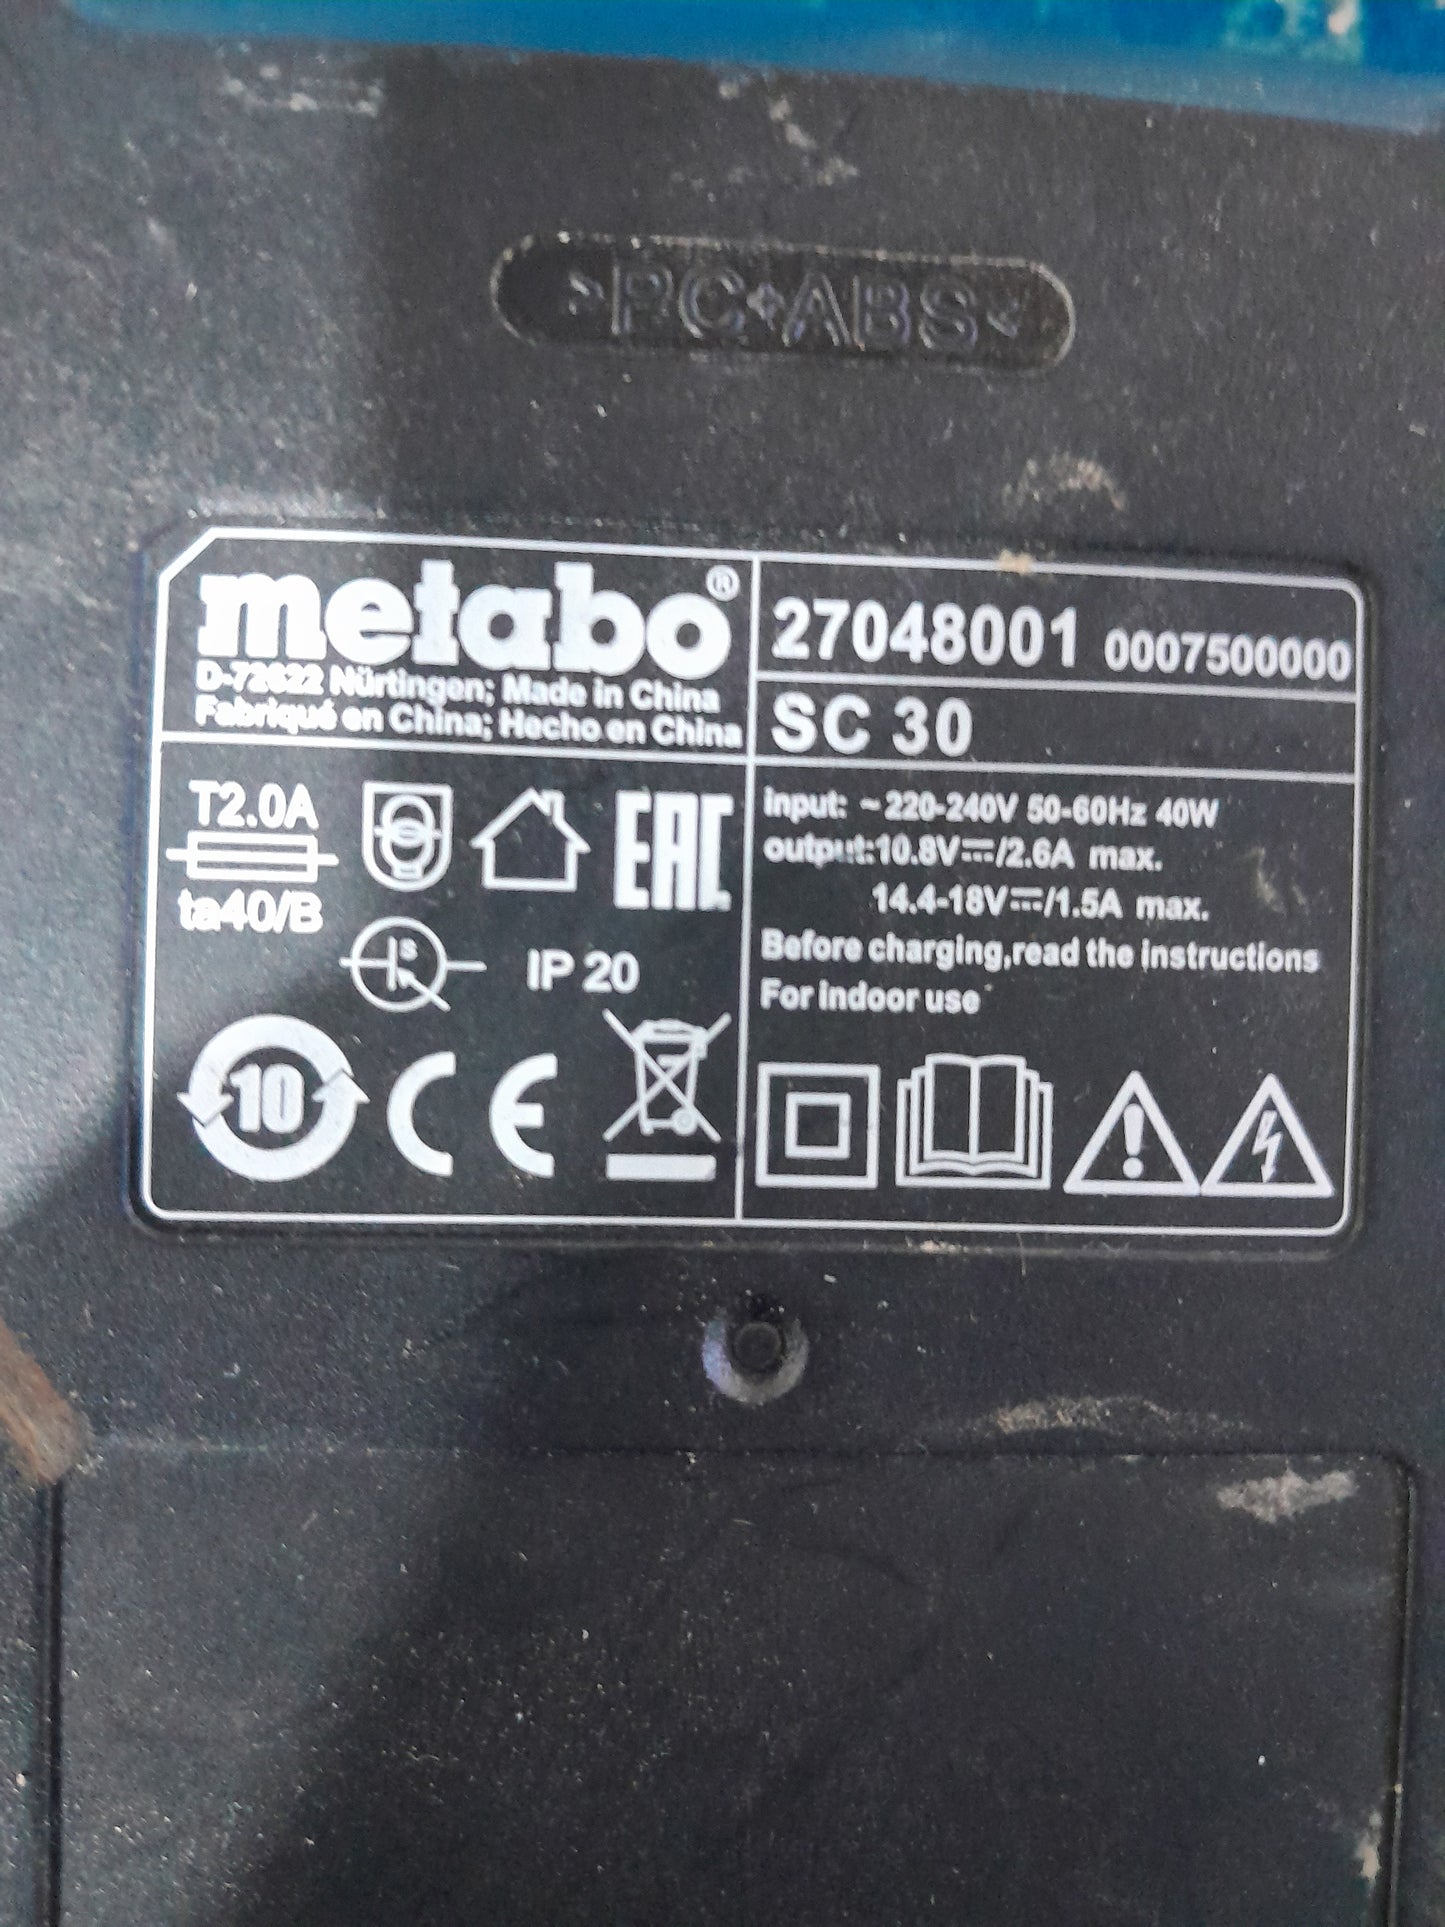 >PC+ABS<
metabo®
D-72622 Nürtingen; Made in China
Fabriqué en China; Hecho en China
27048001 0007500000
SC 30
T2.0A
ta40/B
EAC
S
IP 20
10
CE
input: ~220-240V 50-60Hz 40W
output:10.8V⎓/2.6A max.
14.4-18V⎓/1.5A max.
Before charging,read the instructions
For indoor use